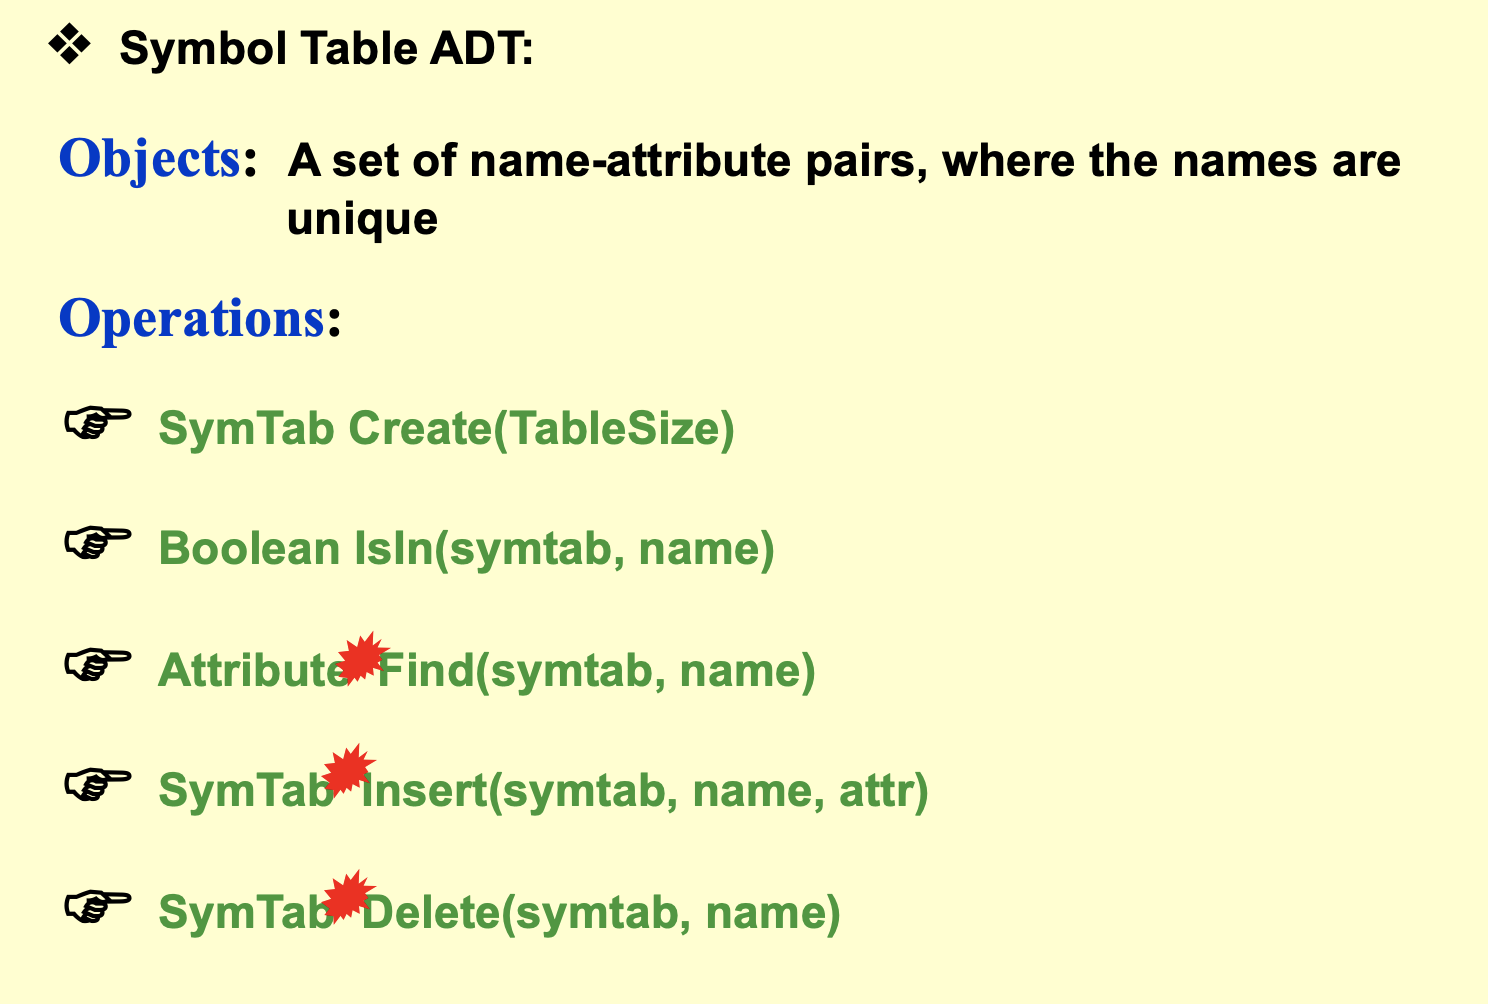 Symbol Table ADT:
Objects: A set of name-attribute pairs, where the names are
unique
Operations:
SymTab Create(TableSize)
Boolean IsIn(symtab, name)
Attribute Find(symtab, name)
SymTab Insert(symtab, name, attr)
SymTab Delete(symtab, name)